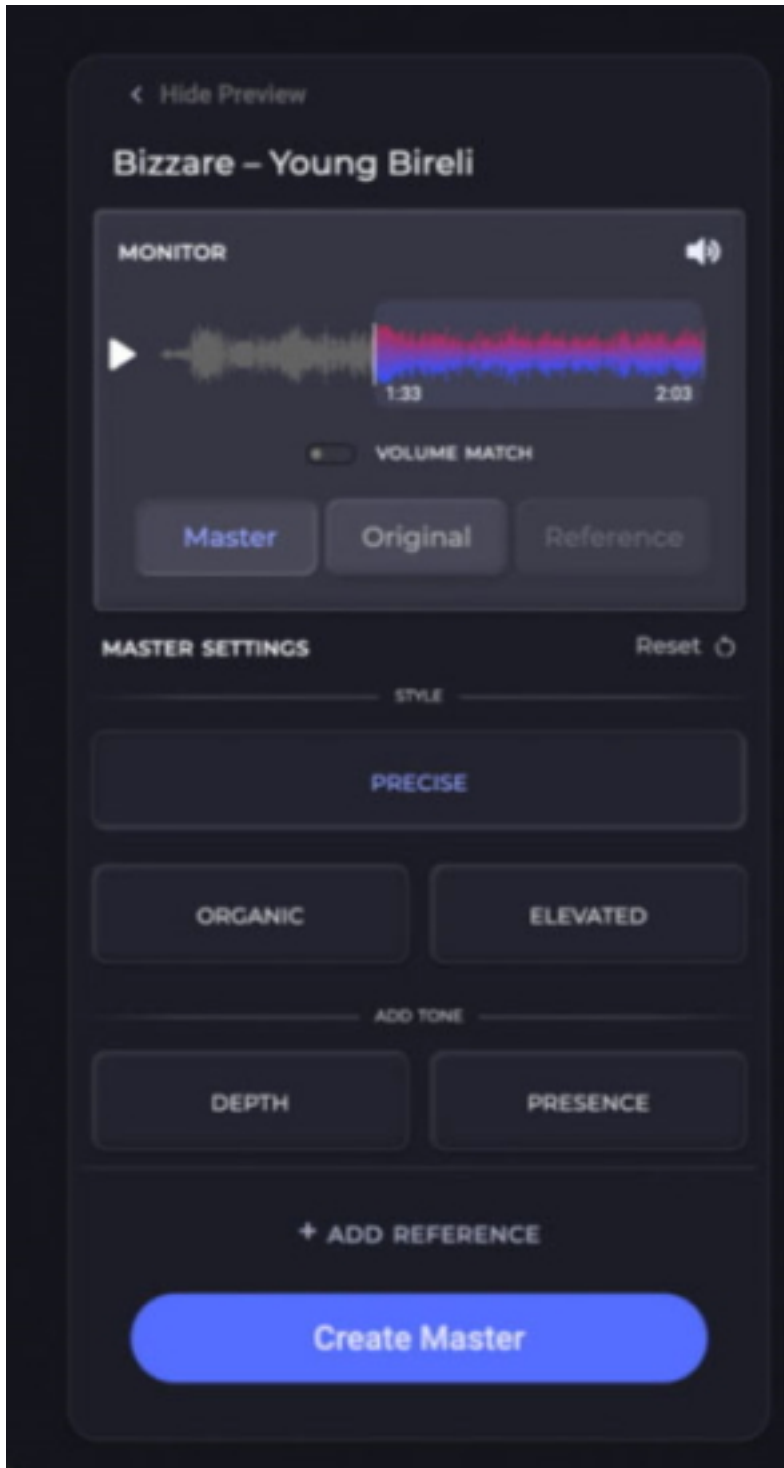 Hide Preview
Bizzare – Young Bireli
MONITOR
1:33 2:03
VOLUME MATCH
Master Original Reference
MASTER SETTINGS Reset
STYLE
PRECISE
ORGANIC ELEVATED
ADD TONE
DEPTH PRESENCE
+ ADD REFERENCE
Create Master